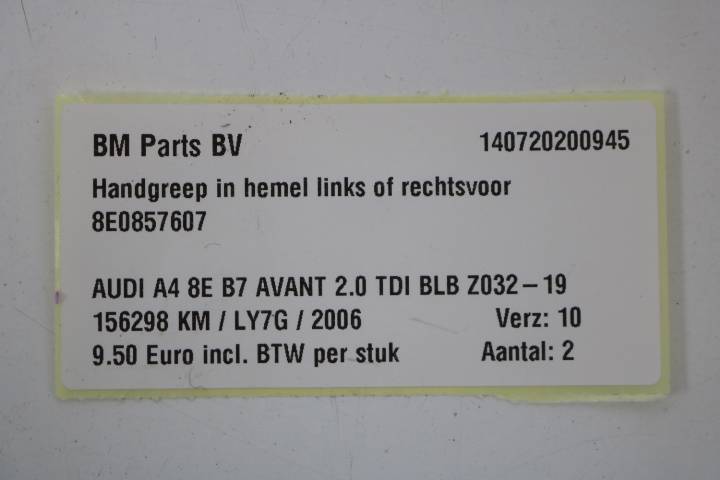 BM Parts BV 140720200945
Handgreep in hemel links of rechtsvoor
8E0857607
AUDI A4 8E B7 AVANT 2.0 TDI BLB Z032-19
156298 KM / LY7G / 2006 Verz: 10
9.50 Euro incl. BTW per stuk Aantal: 2